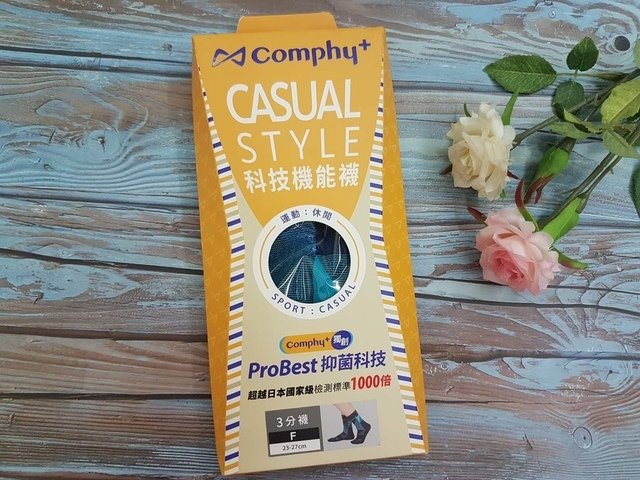 Comphy+
CASUAL
STYLE
科技機能襪
運動：休閒
SPORT : CASUAL
Comphy+ 獨創
ProBest 抑菌科技
超越日本國家級檢測標準1000倍
3分襪
F
23-27cm